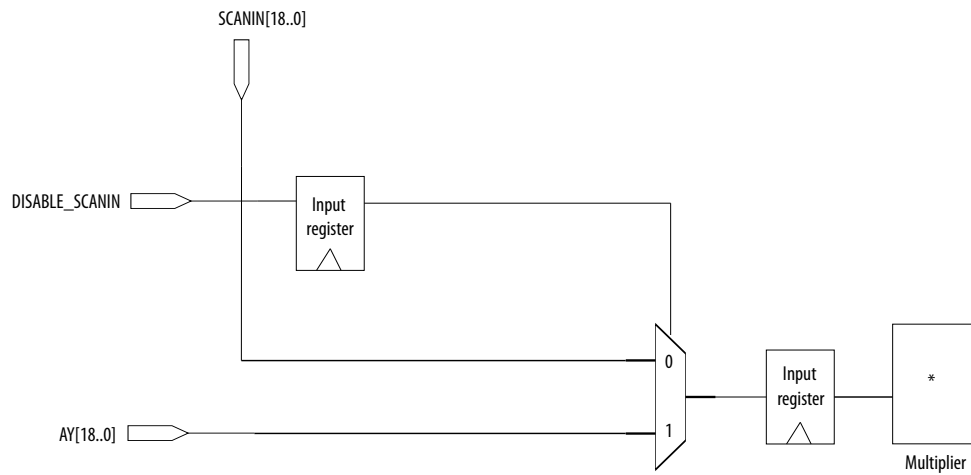 SCANIN[18..0]
DISABLE_SCANIN
Input
register
0
1
AY[18..0]
Input
register
*
Multiplier